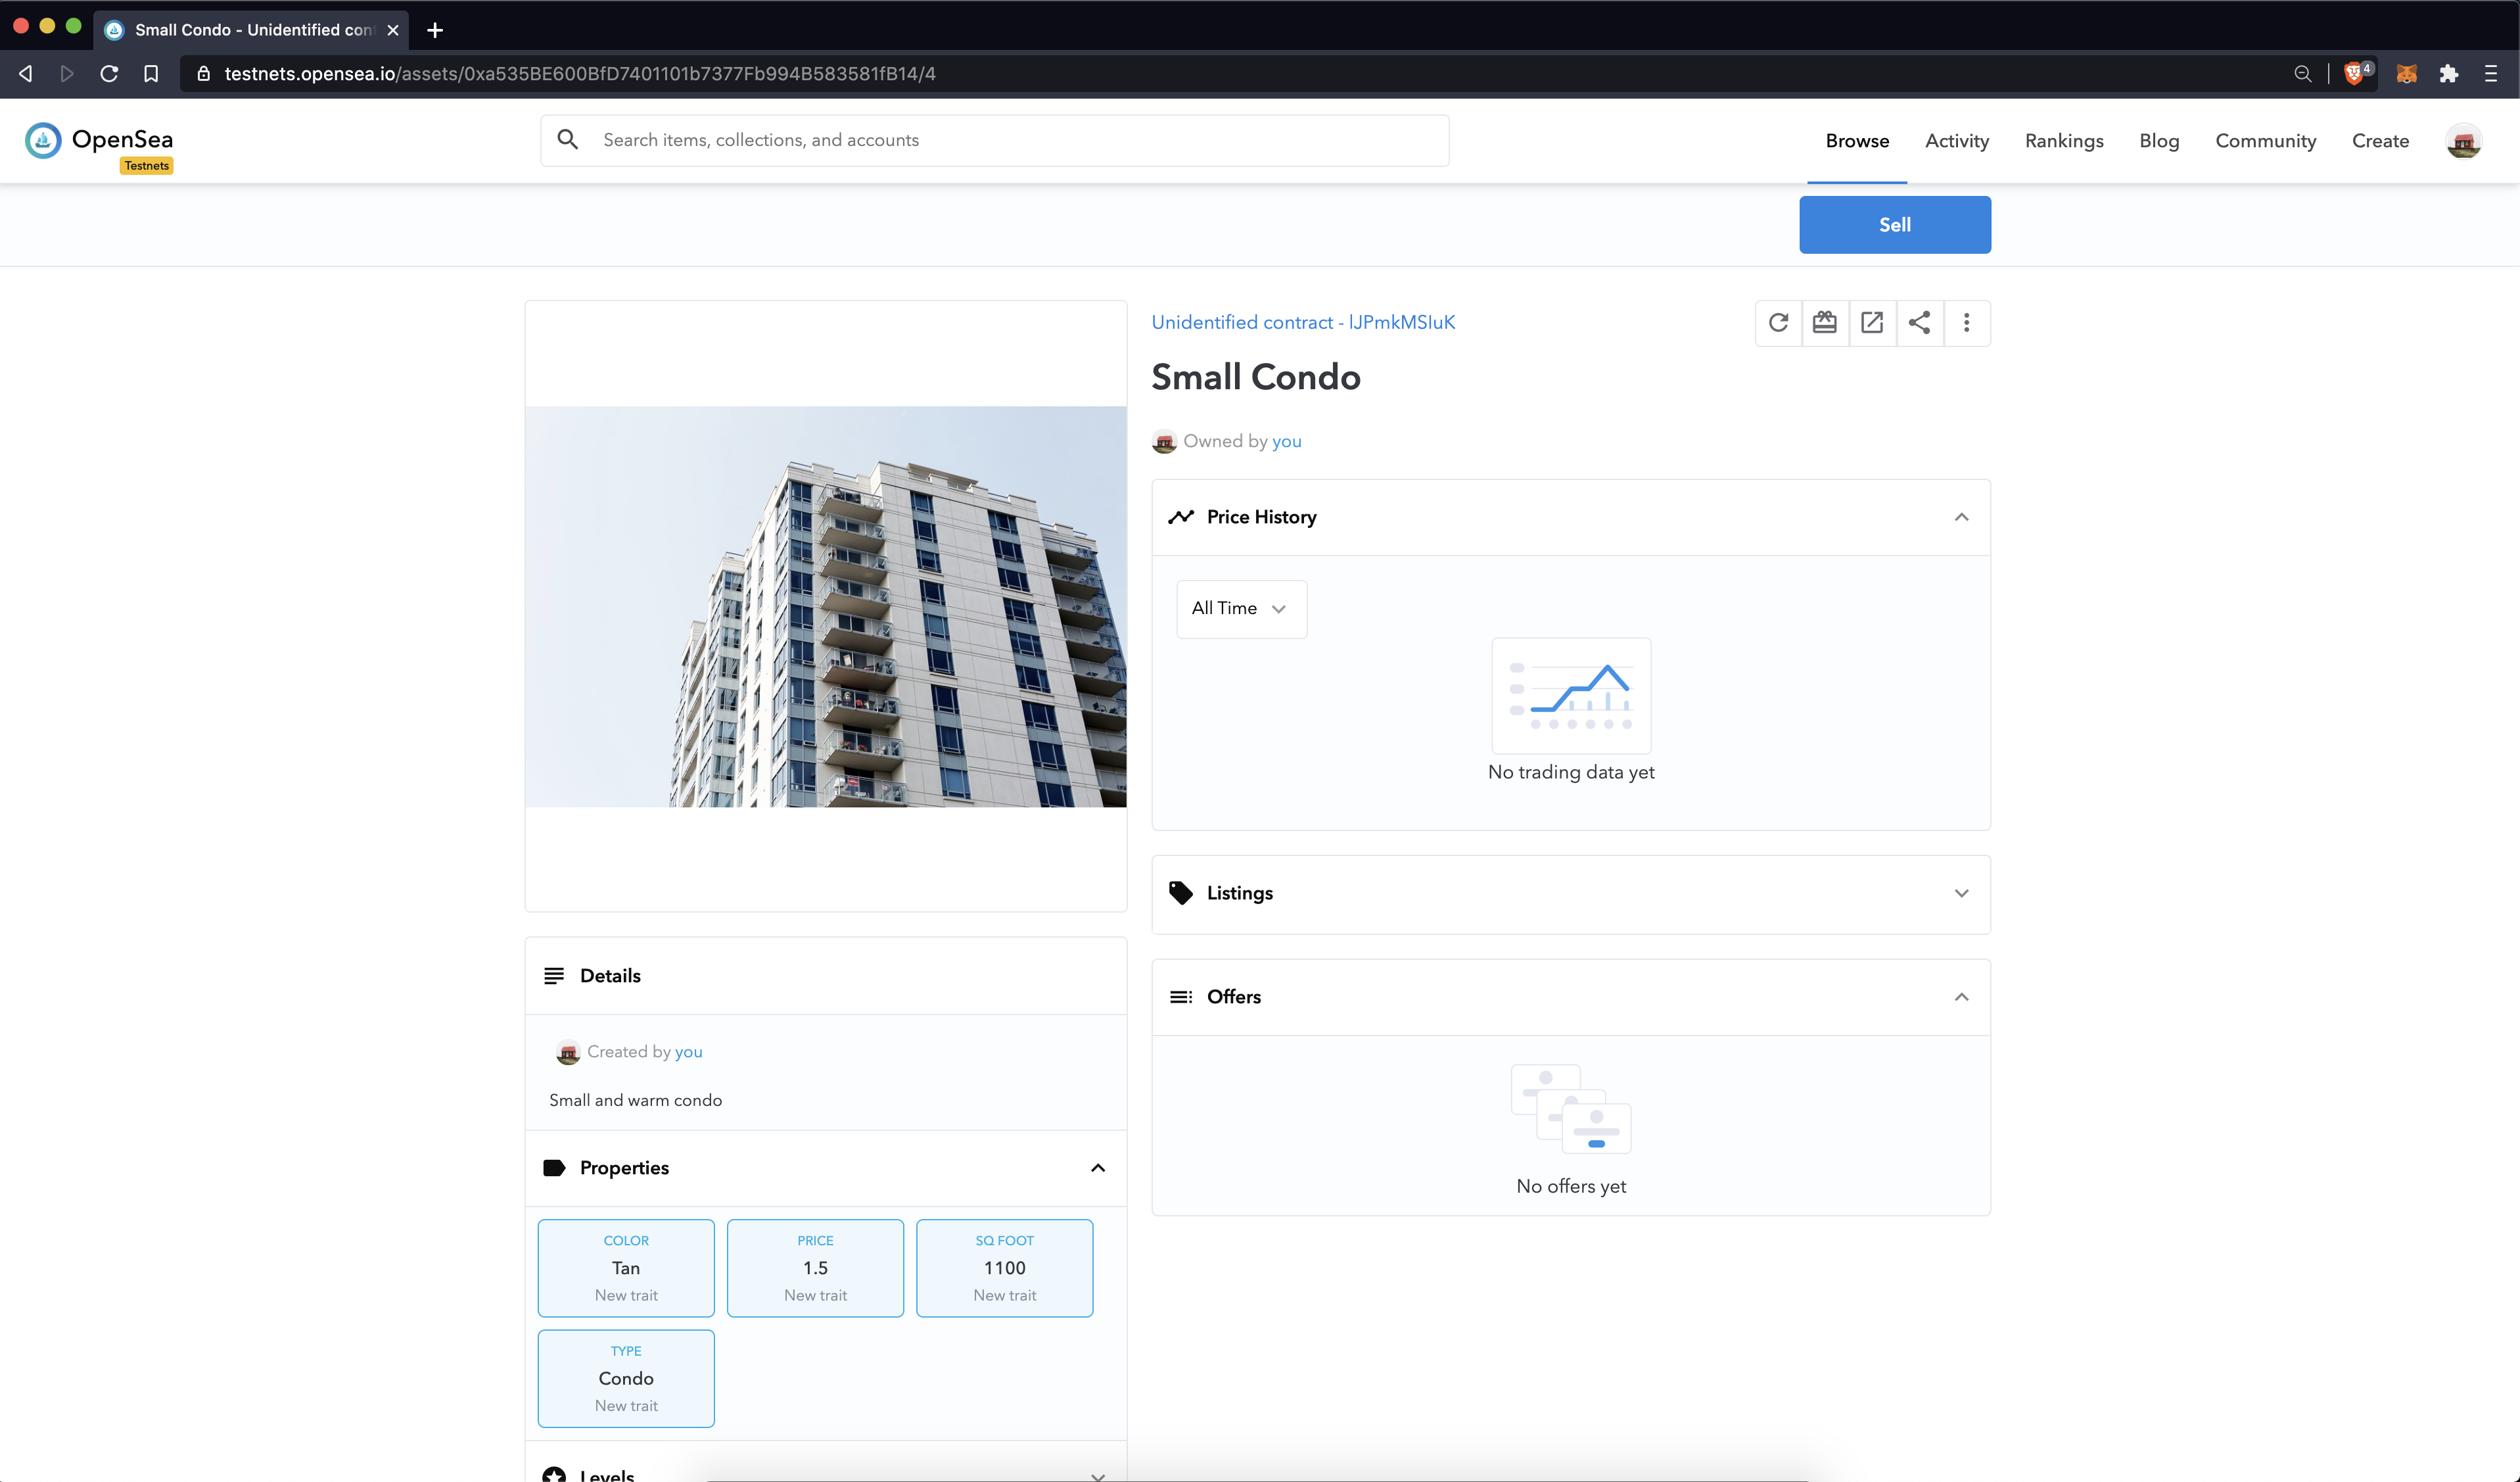 Small Condo - Unidentified con
testnets.opensea.io/assets/0xa535BE600BfD7401101b7377Fb994B583581fB14/4
4
OpenSea
Testnets
Search items, collections, and accounts
Browse
Activity
Rankings
Blog
Community
Create
Sell
Unidentified contract - lJPmkMSIuK
Small Condo
Owned by you
Price History
All Time
No trading data yet
Listings
Offers
No offers yet
Details
Created by you
Small and warm condo
Properties
COLOR
Tan
New trait
PRICE
1.5
New trait
SQ FOOT
1100
New trait
TYPE
Condo
New trait
Levels